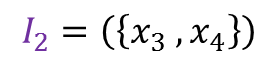 I₂ = ({x₃ , x₄})